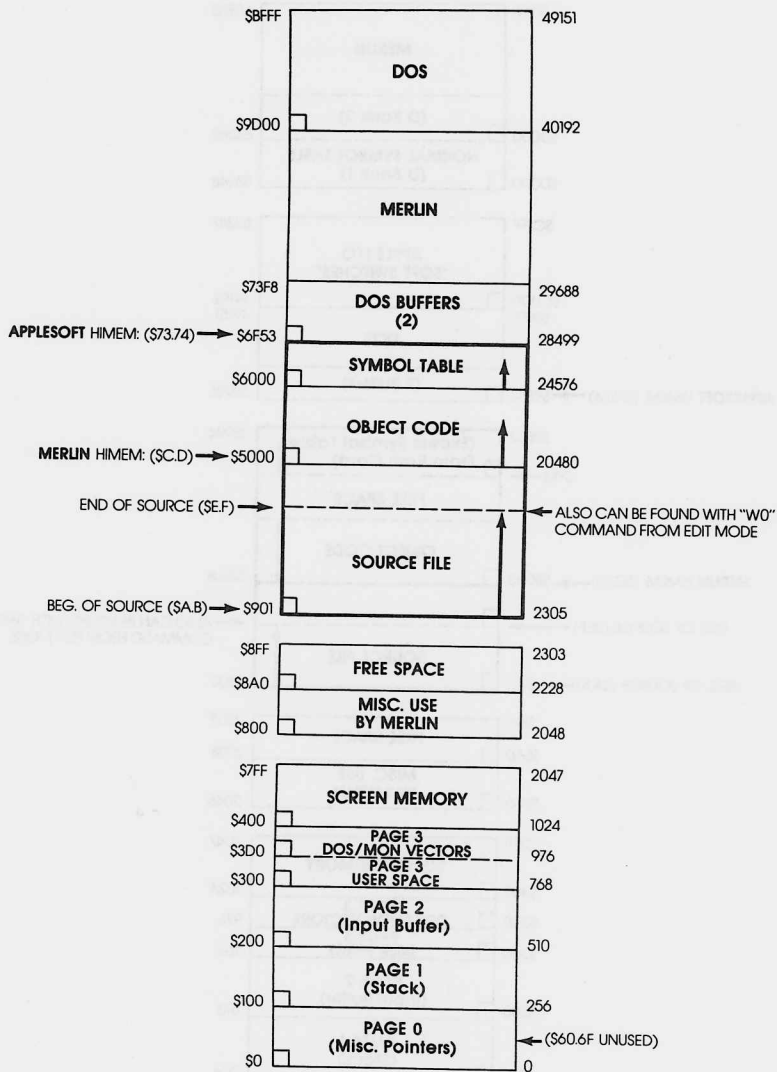 $BFFF 49151
DOS
$9D00 40192
MERLIN
$73F8 29688
DOS BUFFERS
(2)
APPLESOFT HIMEM: ($73.74) $6F53 28499
SYMBOL TABLE
$6000 24576
OBJECT CODE
MERLIN HIMEM: ($C.D) $5000 20480
END OF SOURCE ($E.F) ALSO CAN BE FOUND WITH "W0"
COMMAND FROM EDIT MODE
SOURCE FILE
BEG. OF SOURCE ($A.B) $901 2305
$8FF 2303
FREE SPACE
$8A0 2228
MISC. USE
BY MERLIN
$800 2048
$7FF 2047
SCREEN MEMORY
$400 1024
PAGE 3
DOS/MON VECTORS
$3D0 976
PAGE 3
USER SPACE
$300 768
PAGE 2
(Input Buffer)
$200 510
PAGE 1
(Stack)
$100 256
PAGE 0
(Misc. Pointers) ($60.6F UNUSED)
$0 0